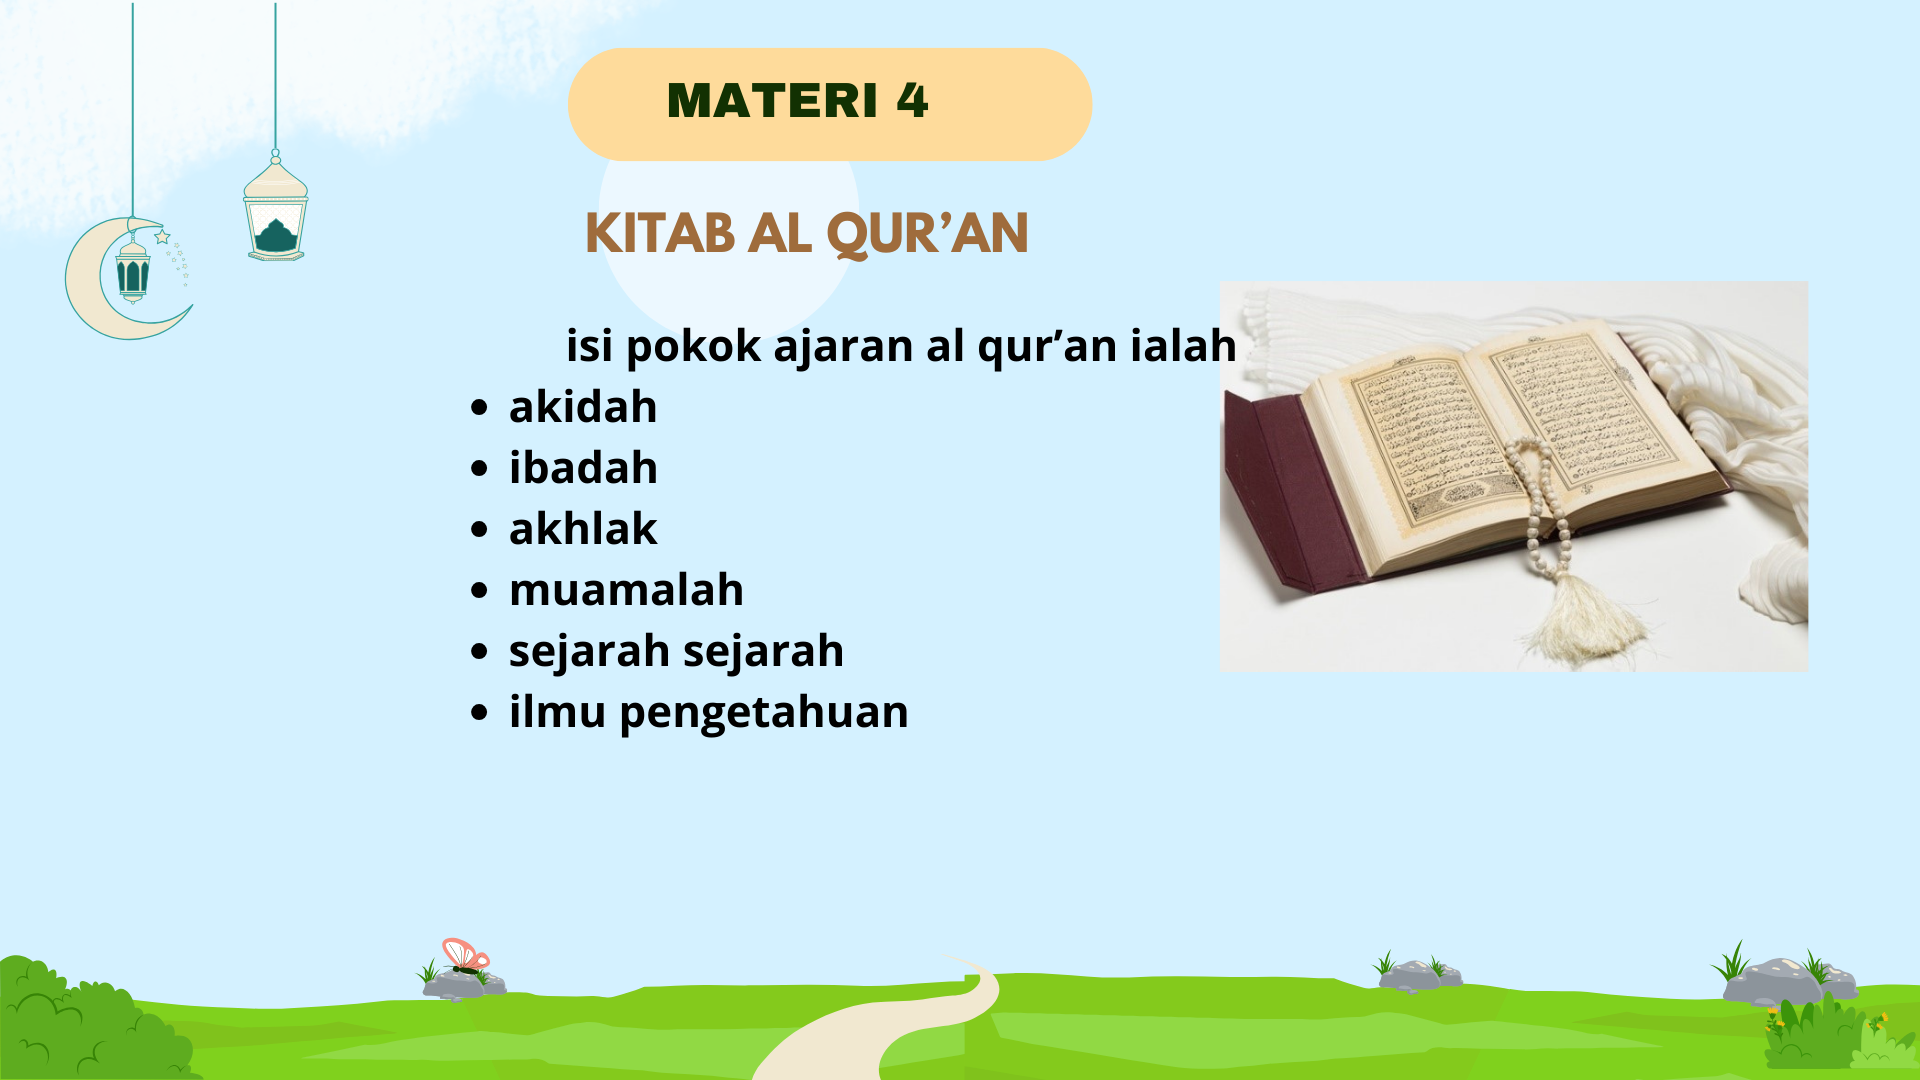 MATERI 4
KITAB AL QUR’AN
isi pokok ajaran al qur’an ialah
• akidah
• ibadah
• akhlak
• muamalah
• sejarah sejarah
• ilmu pengetahuan